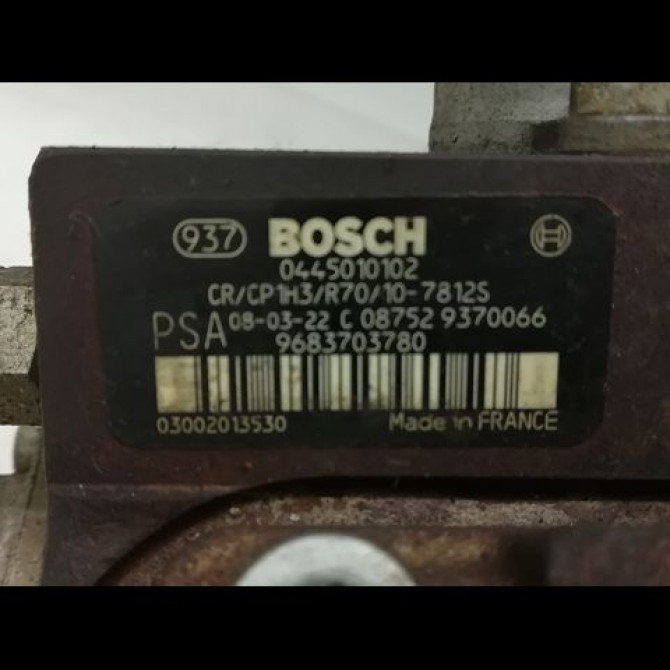 937 BOSCH
0445010102
CR/CP1H3/R70/10-7812S
PSA 08-03-22 C 08752 9370066
9683703780
03002013530 Made in FRANCE